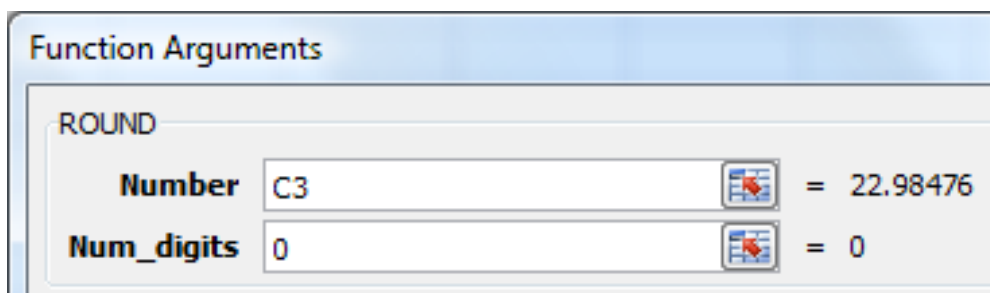 Function Arguments
ROUND
Number C3 = 22.98476
Num_digits 0 = 0